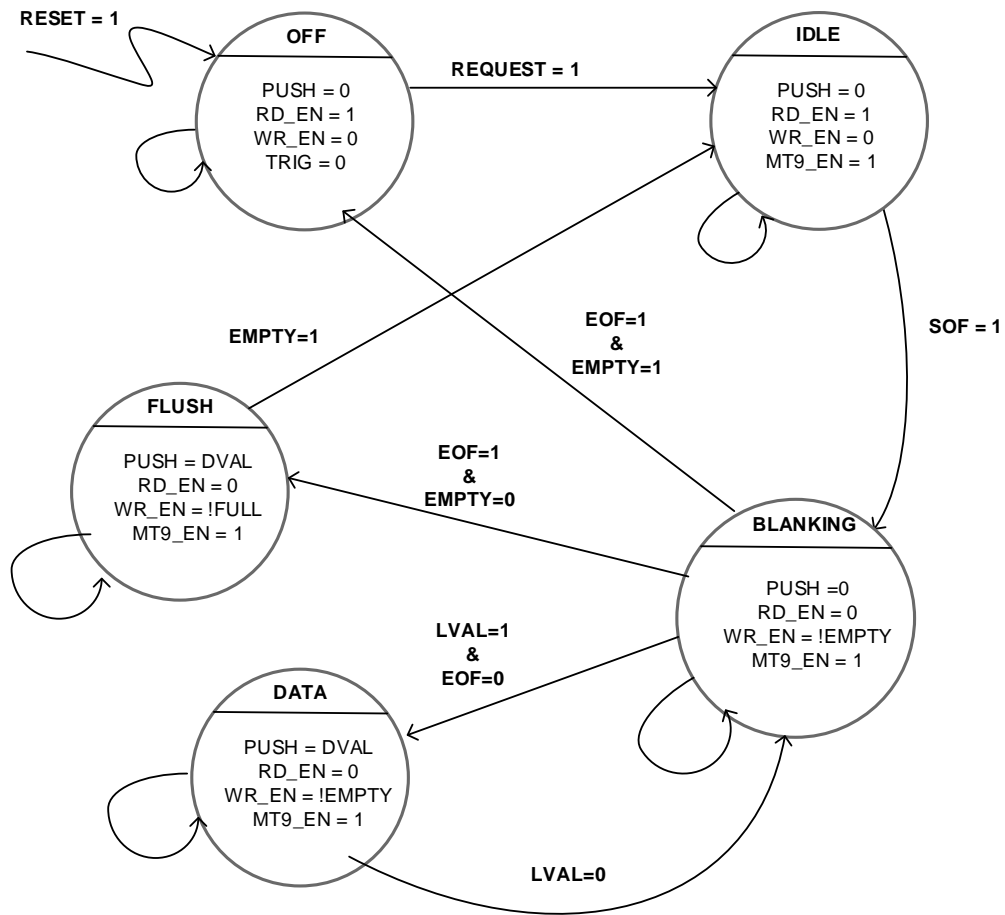 RESET = 1
OFF
PUSH = 0
RD_EN = 1
WR_EN = 0
TRIG = 0
REQUEST = 1
IDLE
PUSH = 0
RD_EN = 1
WR_EN = 0
MT9_EN = 1
SOF = 1
EMPTY=1
EOF=1
&
EMPTY=1
FLUSH
PUSH = DVAL
RD_EN = 0
WR_EN = !FULL
MT9_EN = 1
EOF=1
&
EMPTY=0
BLANKING
PUSH =0
RD_EN = 0
WR_EN = !EMPTY
MT9_EN = 1
LVAL=1
&
EOF=0
DATA
PUSH = DVAL
RD_EN = 0
WR_EN = !EMPTY
MT9_EN = 1
LVAL=0